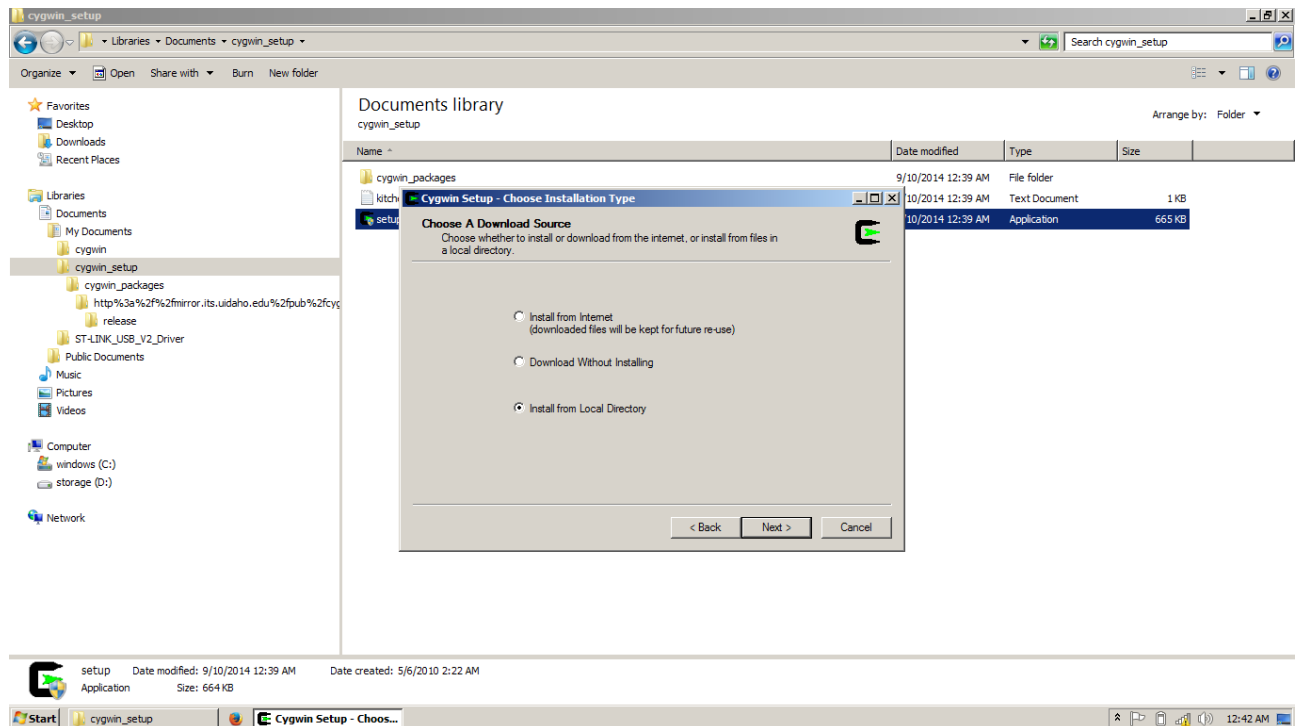 cygwin_setup
Libraries Documents cygwin_setup
Search cygwin_setup
Organize Open Share with Burn New folder
Favorites
Desktop
Downloads
Recent Places
Libraries
Documents
My Documents
cygwin
cygwin_setup
cygwin_packages
http%3a%2f%2fmirror.its.uidaho.edu%2fpub%2fcyg
release
ST-LINK_USB_V2_Driver
Public Documents
Music
Pictures
Videos
Computer
windows (C:)
storage (D:)
Network
Documents library
cygwin_setup
Arrange by: Folder
Name Date modified Type Size
cygwin_packages 9/10/2014 12:39 AM File folder
kitch /10/2014 12:39 AM Text Document 1 KB
setup /10/2014 12:39 AM Application 665 KB
Cygwin Setup - Choose Installation Type
Choose A Download Source
Choose whether to install or download from the internet, or install from files in
a local directory.
Install from Internet
(downloaded files will be kept for future re-use)
Download Without Installing
Install from Local Directory
< Back Next > Cancel
setup Date modified: 9/10/2014 12:39 AM Date created: 5/6/2010 2:22 AM
Application Size: 664 KB
Start cygwin_setup Cygwin Setup - Choos... 12:42 AM